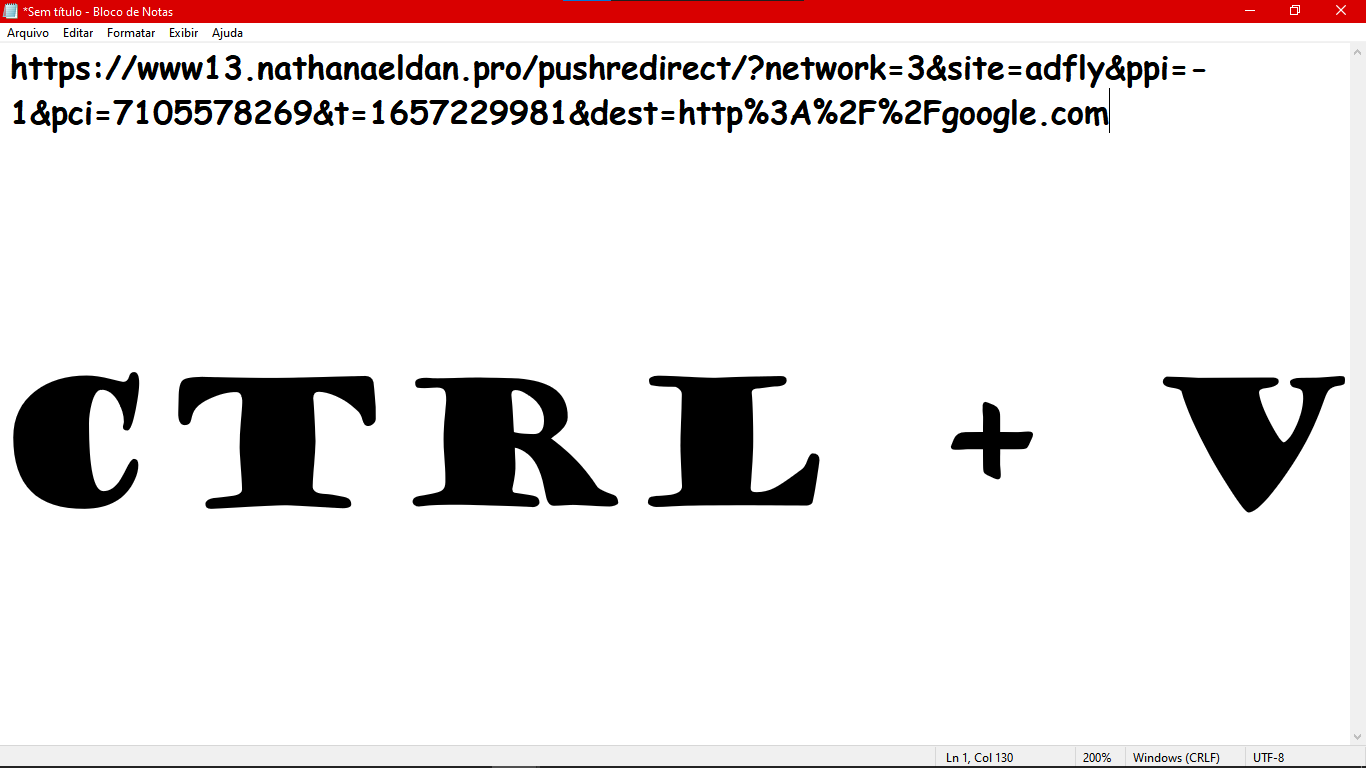 *Sem título - Bloco de Notas
Arquivo Editar Formatar Exibir Ajuda
https://www13.nathanaeldan.pro/pushredirect/?network=3&site=adfly&ppi=-
1&pci=7105578269&t=1657229981&dest=http%3A%2F%2Fgoogle.com
CTRL + V
Ln 1, Col 130 200% Windows (CRLF) UTF-8